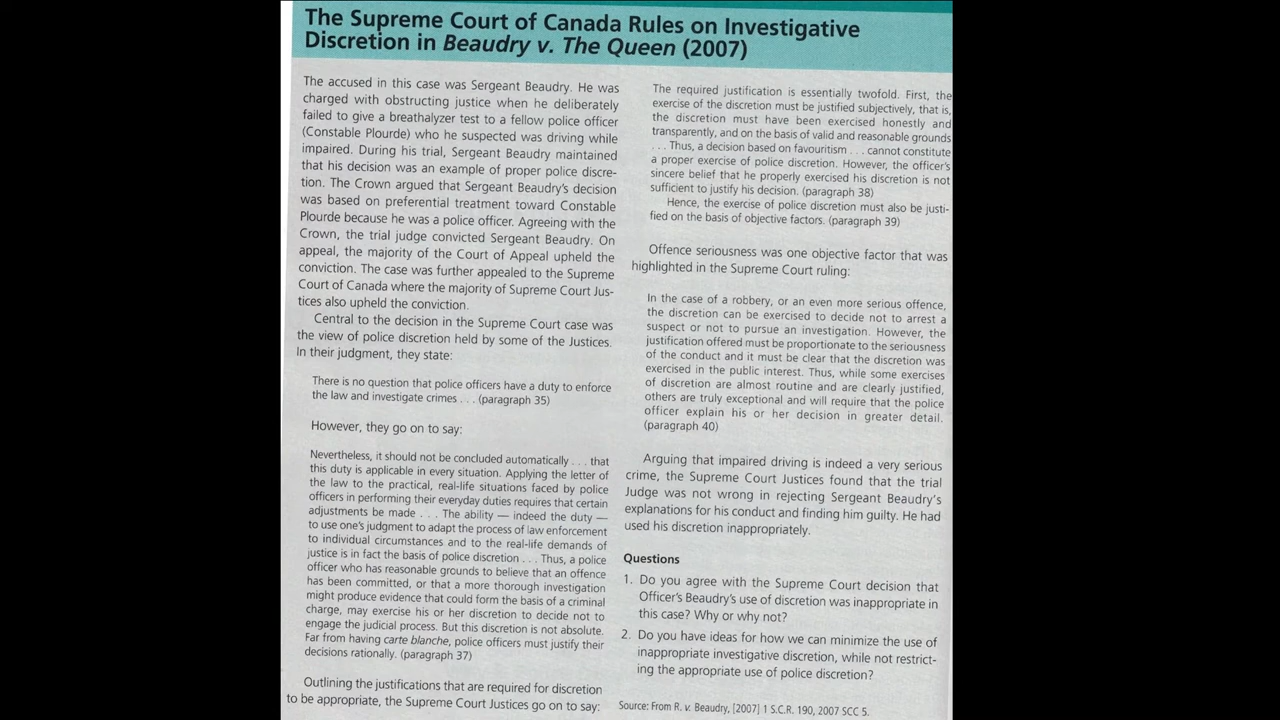 The Supreme Court of Canada Rules on Investigative
Discretion in Beaudry v. The Queen (2007)
The accused in this case was Sergeant Beaudry. He was
charged with obstructing justice when he deliberately
failed to give a breathalyzer test to a fellow police officer
(Constable Plourde) who he suspected was driving while
impaired. During his trial, Sergeant Beaudry maintained
that his decision was an example of proper police discre-
tion. The Crown argued that Sergeant Beaudry's decision
was based on preferential treatment toward Constable
Plourde because he was a police officer. Agreeing with the
Crown, the trial judge convicted Sergeant Beaudry. On
appeal, the majority of the Court of Appeal upheld the
conviction. The case was further appealed to the Supreme
Court of Canada where the majority of Supreme Court Jus-
tices also upheld the conviction.
Central to the decision in the Supreme Court case was
the view of police discretion held by some of the Justices.
In their judgment, they state:
There is no question that police officers have a duty to enforce
the law and investigate crimes . . . (paragraph 35)
However, they go on to say:
Nevertheless, it should not be concluded automatically . . . that
this duty is applicable in every situation. Applying the letter of
the law to the practical, real-life situations faced by police
officers in performing their everyday duties requires that certain
adjustments be made . . . The ability — indeed the duty —
to use one's judgment to adapt the process of law enforcement
to individual circumstances and to the real-life demands of
justice is in fact the basis of police discretion . . . Thus, a police
officer who has reasonable grounds to believe that an offence
has been committed, or that a more thorough investigation
might produce evidence that could form the basis of a criminal
charge, may exercise his or her discretion to decide not to
engage the judicial process. But this discretion is not absolute.
Far from having carte blanche, police officers must justify their
decisions rationally. (paragraph 37)
Outlining the justifications that are required for discretion
to be appropriate, the Supreme Court Justices go on to say:
The required justification is essentially twofold. First, the
exercise of the discretion must be justified subjectively, that is,
the discretion must have been exercised honestly and
transparently, and on the basis of valid and reasonable grounds
. . . Thus, a decision based on favouritism . . . cannot constitute
a proper exercise of police discretion. However, the officer's
sincere belief that he properly exercised his discretion is not
sufficient to justify his decision. (paragraph 38)
Hence, the exercise of police discretion must also be justi-
fied on the basis of objective factors. (paragraph 39)
Offence seriousness was one objective factor that was
highlighted in the Supreme Court ruling:
In the case of a robbery, or an even more serious offence,
the discretion can be exercised to decide not to arrest a
suspect or not to pursue an investigation. However, the
justification offered must be proportionate to the seriousness
of the conduct and it must be clear that the discretion was
exercised in the public interest. Thus, while some exercises
of discretion are almost routine and are clearly justified,
others are truly exceptional and will require that the police
officer explain his or her decision in greater detail.
(paragraph 40)
Arguing that impaired driving is indeed a very serious
crime, the Supreme Court Justices found that the trial
Judge was not wrong in rejecting Sergeant Beaudry's
explanations for his conduct and finding him guilty. He had
used his discretion inappropriately.
Questions
1. Do you agree with the Supreme Court decision that
Officer's Beaudry's use of discretion was inappropriate in
this case? Why or why not?
2. Do you have ideas for how we can minimize the use of
inappropriate investigative discretion, while not restrict-
ing the appropriate use of police discretion?
Source: From R. v. Beaudry, [2007] 1 S.C.R. 190, 2007 SCC 5.